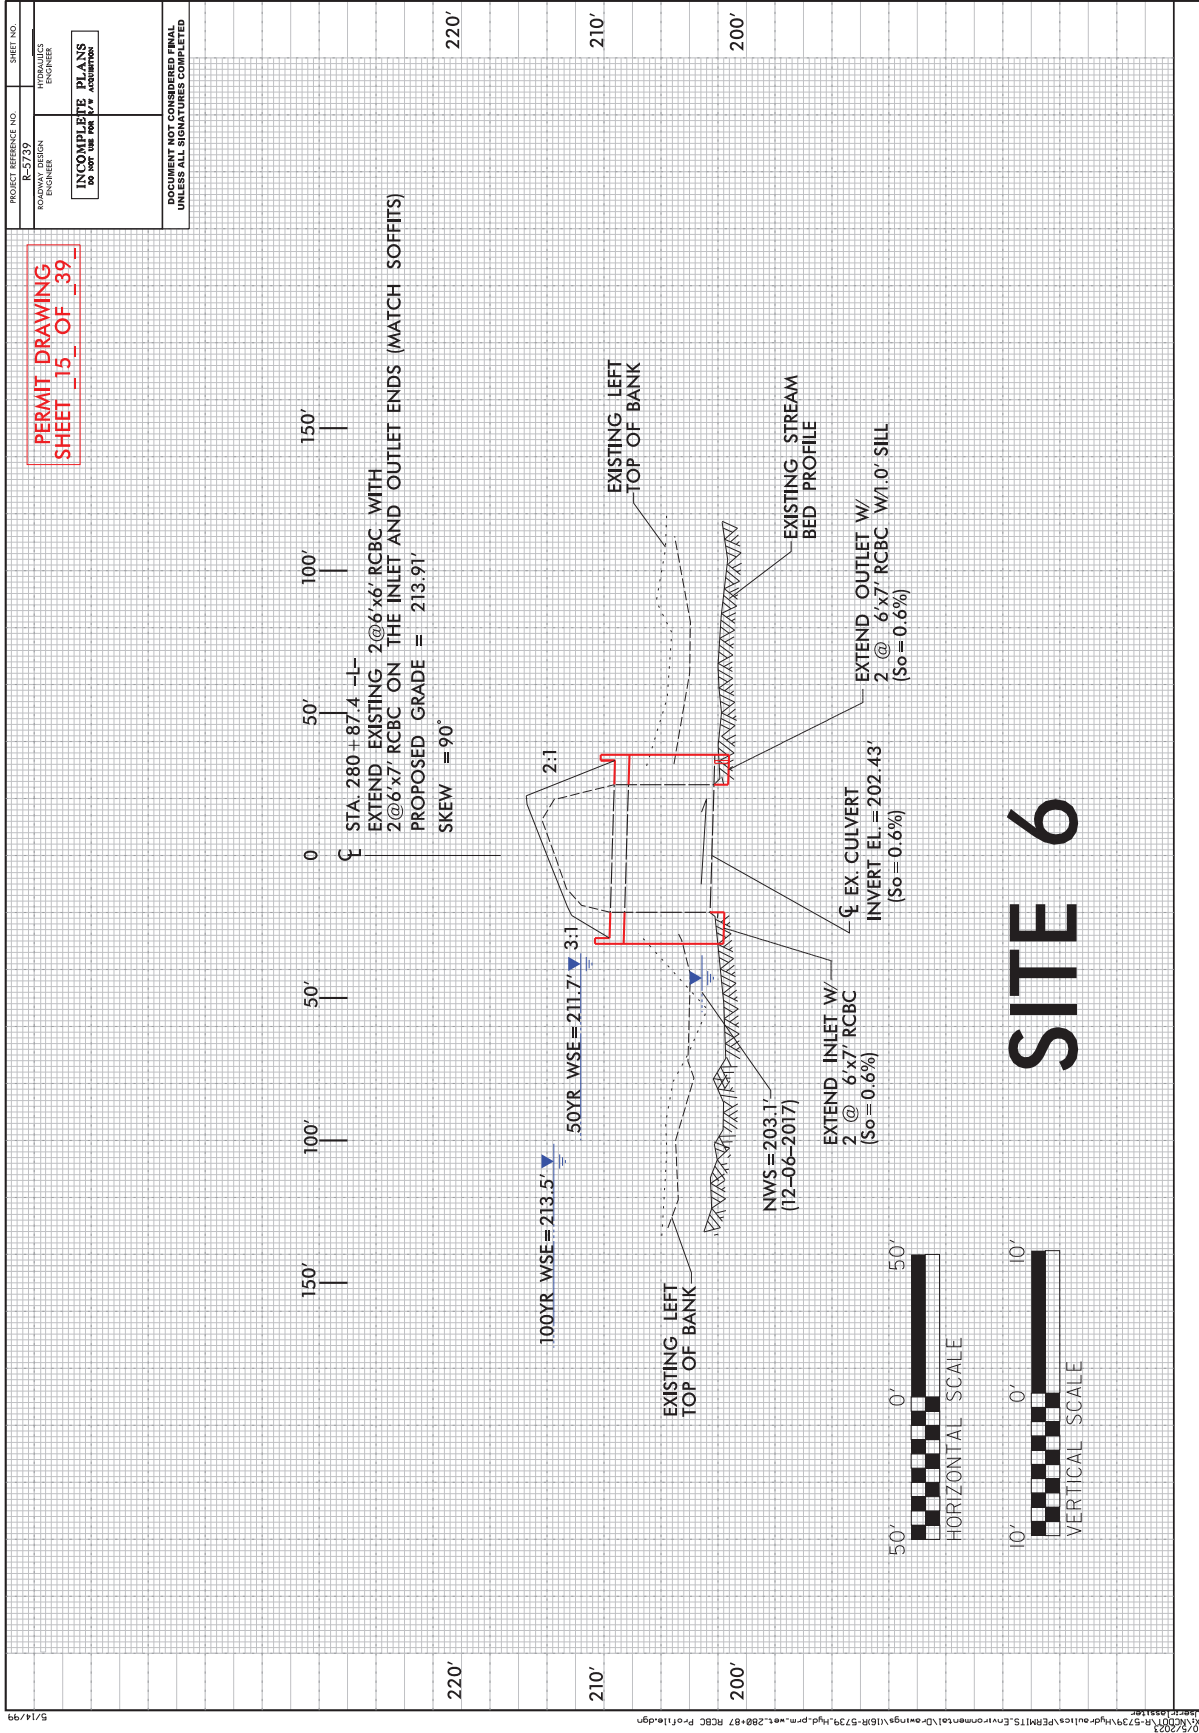 PROJECT REFERENCE NO.
SHEET NO.
R-5739
ROADWAY DESIGN
ENGINEER
HYDRAULICS
ENGINEER
INCOMPLETE PLANS
DO NOT USE FOR R/W ACQUISITION
DOCUMENT NOT CONSIDERED FINAL
UNLESS ALL SIGNATURES COMPLETED
PERMIT DRAWING
SHEET 15 OF 39
5/14/99
150' 100' 50' 0 50' 100' 150'
℄
STA. 280+87.4 -L-
EXTEND EXISTING 2@6'x6' RCBC WITH
2@6'x7' RCBC ON THE INLET AND OUTLET ENDS (MATCH SOFFITS)
PROPOSED GRADE = 213.91'
SKEW = 90°
220' 220'
210' 210'
200' 200'
100YR WSE=213.5'
50YR WSE=211.7'
3:1
2:1
EXISTING LEFT
TOP OF BANK
EXISTING LEFT
TOP OF BANK
NWS=203.1'
(12-06-2017)
EXISTING STREAM
BED PROFILE
EXTEND INLET W/
2 @ 6'x7' RCBC
(So=0.6%)
℄ EX. CULVERT
INVERT EL.=202.43'
(So=0.6%)
EXTEND OUTLET W/
2 @ 6'x7' RCBC W/1.0' SILL
(So=0.6%)
50' 0' 50'
HORIZONTAL SCALE
10' 0' 10'
VERTICAL SCALE
SITE 6